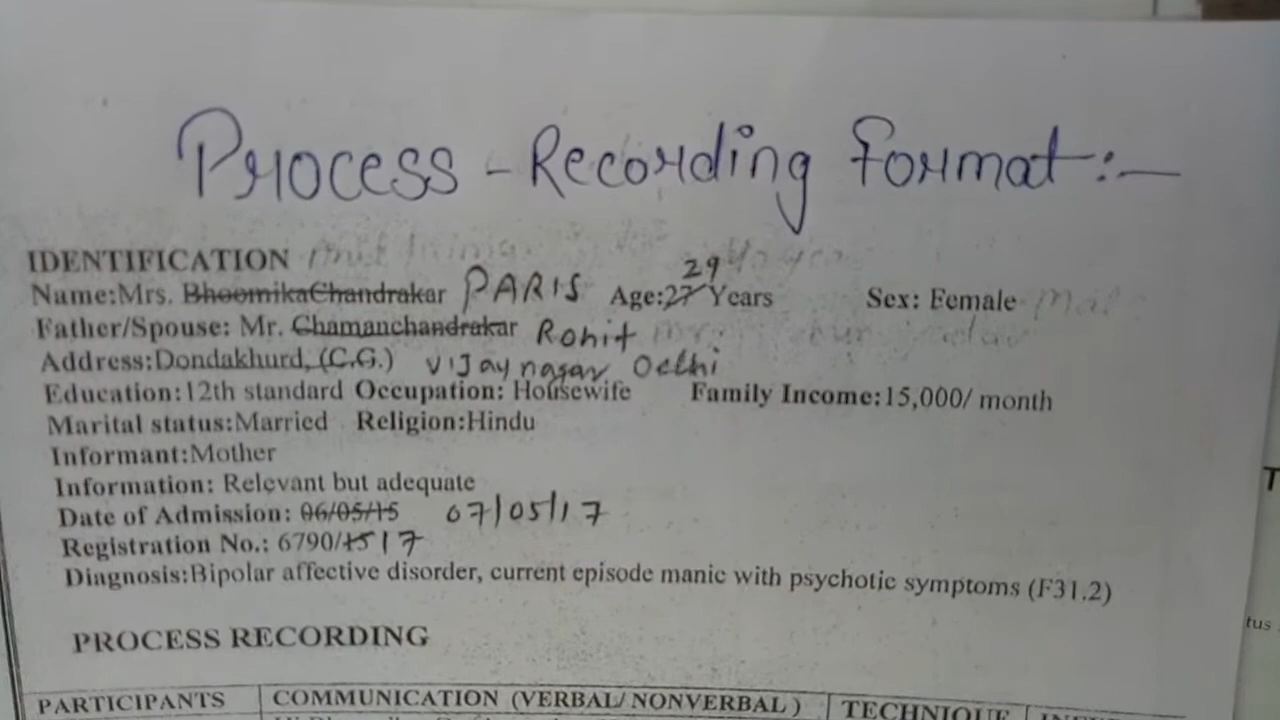 Process - Recording format :-
IDENTIFICATION
Name:Mrs. BhoomikaChandrakar PARIS Age:27 29 Years Sex: Female
Father/Spouse: Mr. Chamanchandrakar Rohit
Address:Dondakhurd, (C.G.) Vijay nagar Delhi
Education:12th standard Occupation: Housewife Family Income:15,000/ month
Marital status:Married Religion:Hindu
Informant:Mother
Information: Relevant but adequate
Date of Admission: 06/05/15 07/05/17
Registration No.: 6790/15 17
Diagnosis:Bipolar affective disorder, current episode manic with psychotic symptoms (F31.2)
PROCESS RECORDING
PARTICIPANTS COMMUNICATION (VERBAL/ NONVERBAL ) TECHNIQUE
tus